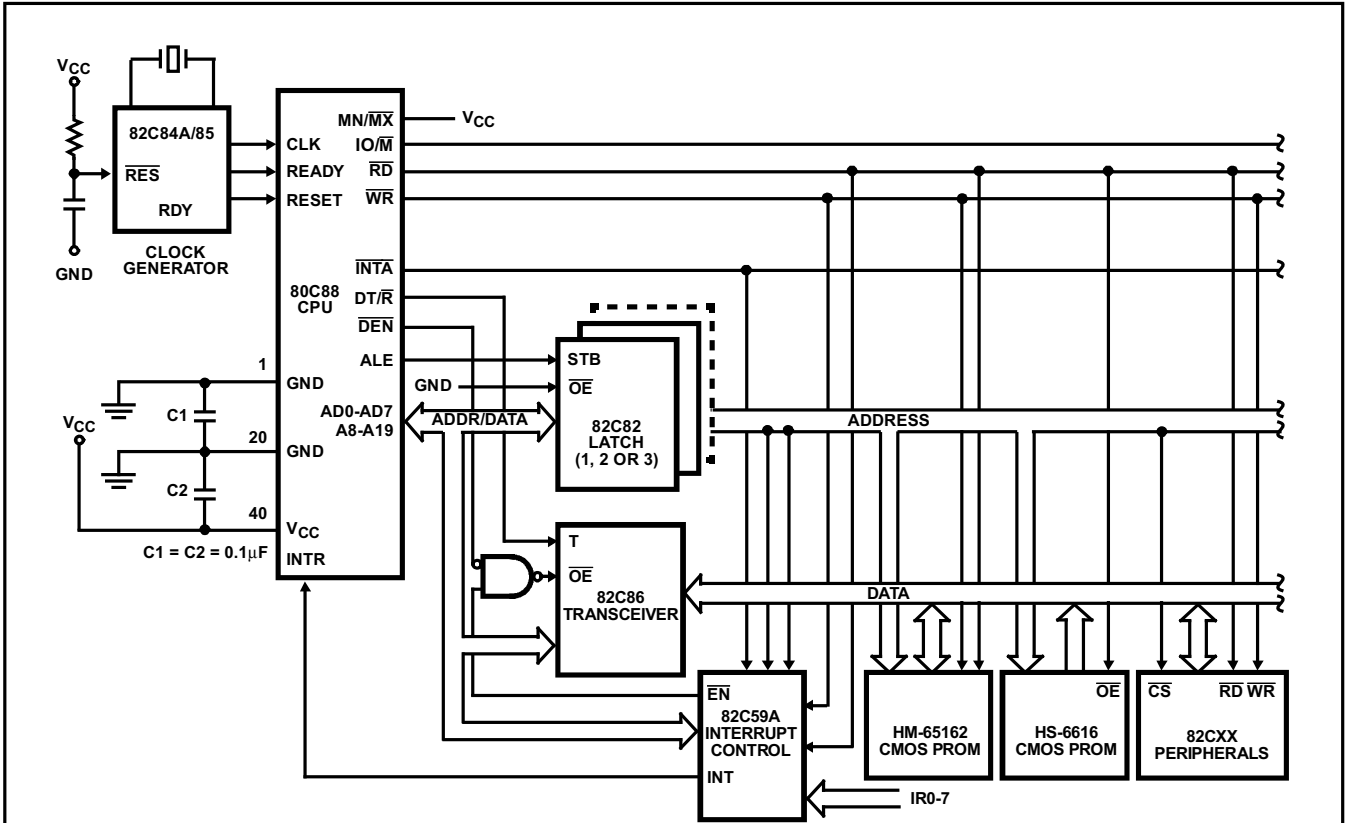 VCC
82C84A/85
RES
RDY
CLOCK
GENERATOR
GND
CLK
READY
RESET
80C88
CPU
MN/MX
VCC
IO/M
RD
WR
INTA
DT/R
DEN
ALE
AD0-AD7
A8-A19
1
GND
C1
VCC
20
GND
C2
40
VCC
C1 = C2 = 0.1μF
INTR
STB
GND
OE
ADDR/DATA
82C82
LATCH
(1, 2 OR 3)
ADDRESS
T
OE
82C86
TRANSCEIVER
DATA
EN
82C59A
INTERRUPT
CONTROL
INT
IR0-7
HM-65162
CMOS PROM
OE
HS-6616
CMOS PROM
CS
RD WR
82CXX
PERIPHERALS